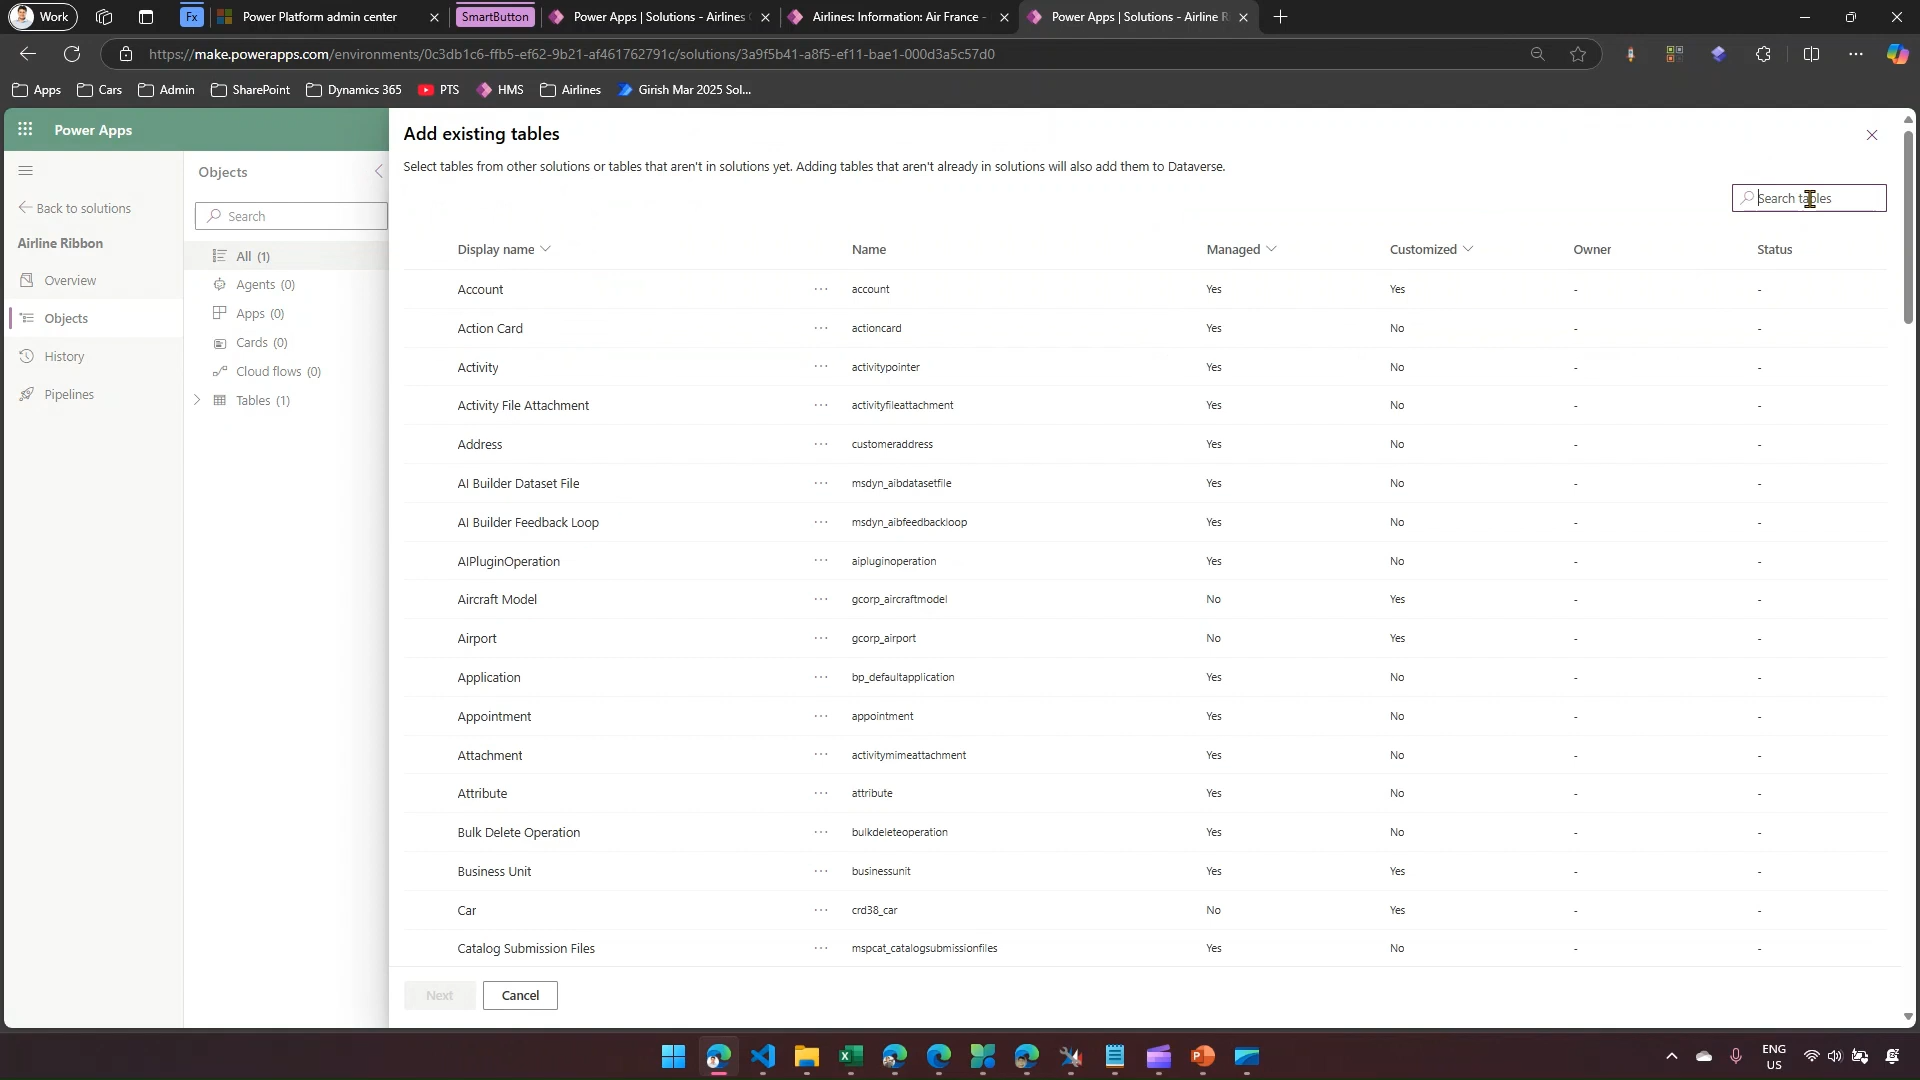 Work
Fx
Power Platform admin center
SmartButton
Power Apps | Solutions - Airlines
Airlines: Information: Air France -
Power Apps | Solutions - Airline R
https://make.powerapps.com/environments/0c3db1c6-ffb5-ef62-9b21-af461762791c/solutions/3a9f5b41-a8f5-ef11-bae1-000d3a5c57d0
Apps
Cars
Admin
SharePoint
Dynamics 365
PTS
HMS
Airlines
Girish Mar 2025 Sol...
Power Apps
Back to solutions
Airline Ribbon
Overview
Objects
History
Pipelines
Objects
Search
All (1)
Agents (0)
Apps (0)
Cards (0)
Cloud flows (0)
Tables (1)
Add existing tables
Select tables from other solutions or tables that aren't in solutions yet. Adding tables that aren't already in solutions will also add them to Dataverse.
Search tables
Display name Name Managed Customized Owner Status
Account ··· account Yes Yes - -
Action Card ··· actioncard Yes No - -
Activity ··· activitypointer Yes No - -
Activity File Attachment ··· activityfileattachment Yes No - -
Address ··· customeraddress Yes No - -
AI Builder Dataset File ··· msdyn_aibdatasetfile Yes No - -
AI Builder Feedback Loop ··· msdyn_aibfeedbackloop Yes No - -
AIPluginOperation ··· aipluginoperation Yes No - -
Aircraft Model ··· gcorp_aircraftmodel No Yes - -
Airport ··· gcorp_airport No Yes - -
Application ··· bp_defaultapplication Yes No - -
Appointment ··· appointment Yes No - -
Attachment ··· activitymimeattachment Yes No - -
Attribute ··· attribute Yes No - -
Bulk Delete Operation ··· bulkdeleteoperation Yes No - -
Business Unit ··· businessunit Yes Yes - -
Car ··· crd38_car No Yes - -
Catalog Submission Files ··· mspcat_catalogsubmissionfiles Yes No - -
Next
Cancel
ENG
US